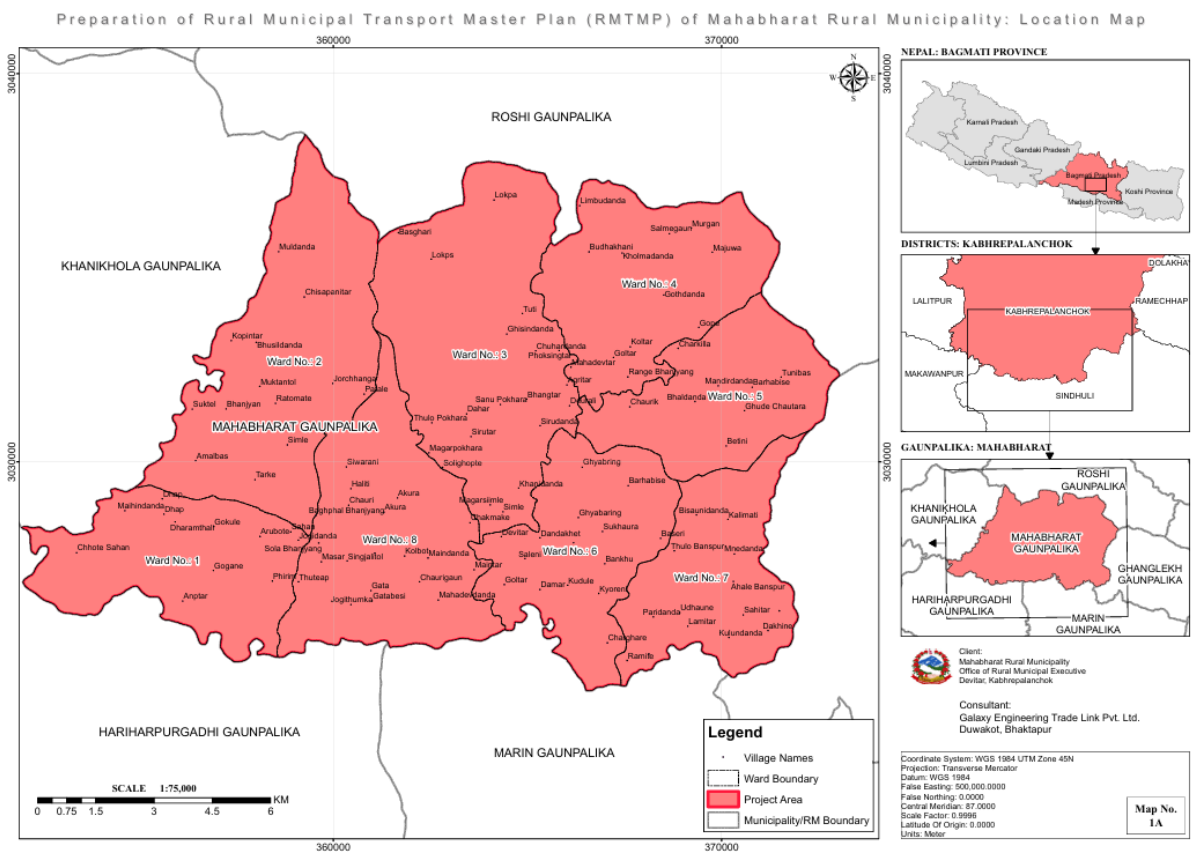 Preparation of Rural Municipal Transport Master Plan (RMTMP) of Mahabharat Rural Municipality: Location Map
360000
370000
3040000
3040000
N
W
E
S
ROSHI GAUNPALIKA
KHANIKHOLA GAUNPALIKA
Lokpa
Limbudanda
Basghari
Salmegaun
Murgan
Muldanda
Lokps
Budhakhani
Kholmadanda
Majuwa
Ward No.: 4
Chisapanitar
Gothdanda
Tuti
Gope
Ghisindanda
Kopintar
Bhusildanda
Chuhandanda
Koltar
Chankilla
Ward No.: 3
Phoksingtar
Goltar
Ward No.: 2
Mahadevtar
Range Bhanjyang
Tunibas
Muktantol
Jorchhanga
Agritar
Mandirdanda
Barhabise
Palale
Bhangtar
Ward No.: 5
Ratomate
Sanu Pokhara
Bhaldanda
Suktel
Bhanjyan
Dahar
Deurali
Chaurik
Ghude Chautara
Thulo Pokhara
Sirudanda
MAHABHARAT GAUNPALIKA
Sirutar
Simle
Betini
Magarpokhara
Amalbas
Siwarani
Solighopte
Ghyabring
3030000
3030000
Tarke
Haliti
Khanidanda
Barhabise
Dhap
Akura
Chauri
Magarsimle
Maihindanda
Dhap
Baghphal Bhanjyang
Akura
Simle
Bisaynidanda
Chakmake
Ghyabaring
Kalimati
Dharamthali
Gokule
Sahan
Sukhaura
Arubote
Jogidanda
Devitar
Dandakhet
Baseri
Ward No.: 8
Chhote Sahan
Sola Bhanjyang
Kolbot
Maindanda
Saleni
Ward No.: 6
Thulo Banspur
Mnedanda
Ward No.: 1
Masar
Singjatol
Bankhu
Gogane
Maintar
Phirin
Thuteap
Chaurigaun
Goltar
Damar
Kudule
Ward No.: 7
Gata
Kyoreni
Ahale Banspur
Anptar
Jogithumka
Gatabesi
Mahadevdanda
Paridanda
Udhaune
Sahitar
Lamitar
Kujundanda
Dakhine
Chalghare
Ramite
HARIHARPURGADHI GAUNPALIKA
MARIN GAUNPALIKA
SCALE 1:75,000
0 0.75 1.5 3 4.5 6 KM
Legend
Village Names
Ward Boundary
Project Area
Municipality/RM Boundary
360000
370000
NEPAL: BAGMATI PROVINCE
Karnali Pradesh
Gandaki Pradesh
Lumbini Pradesh
Bagmati Pradesh
Koshi Province
Madesh Province
DISTRICTS: KABHREPALANCHOK
DOLAKHA
LALITPUR
RAMECHHAP
KABHREPALANCHOK
MAKAWANPUR
SINDHULI
GAUNPALIKA: MAHABHARAT
ROSHI
GAUNPALIKA
KHANIKHOLA
GAUNPALIKA
MAHABHARAT
GAUNPALIKA
GHANGLEKH
GAUNPALIKA
HARIHARPURGADHI
GAUNPALIKA
MARIN
GAUNPALIKA
Client:
Mahabharat Rural Municipality
Office of Rural Municipal Executive
Devitar, Kabhrepalanchok
Consultant:
Galaxy Engineering Trade Link Pvt. Ltd.
Duwakot, Bhaktapur
Coordinate System: WGS 1984 UTM Zone 45N
Projection: Transverse Mercator
Datum: WGS 1984
False Easting: 500,000.0000
False Northing: 0.0000
Central Meridian: 87.0000
Scale Factor: 0.9996
Latitude Of Origin: 0.0000
Units: Meter
Map No.
1A